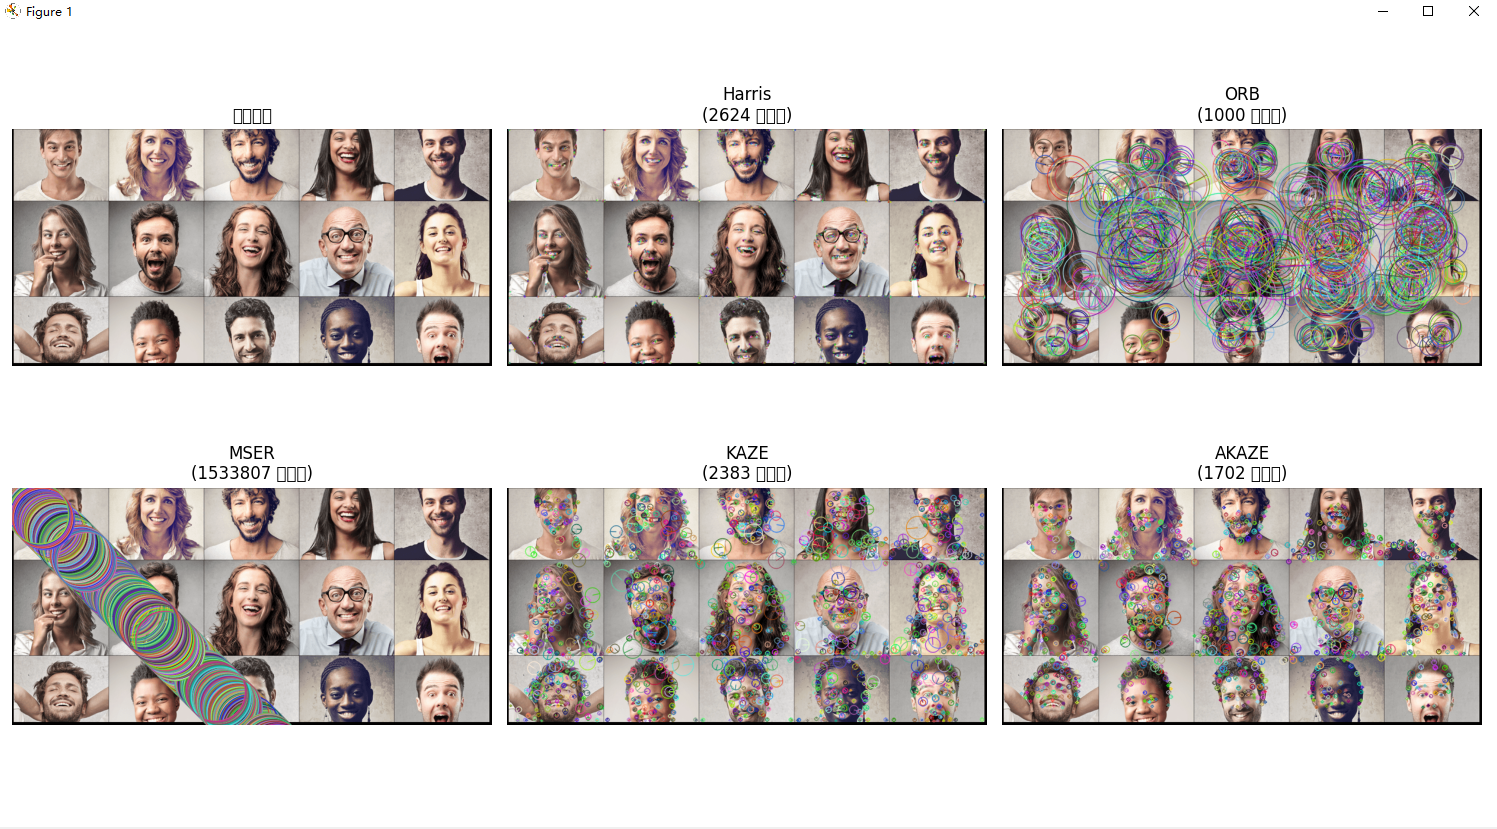 Figure 1
Harris
(2624
ORB
(1000
MSER
(1533807
KAZE
(2383
AKAZE
(1702